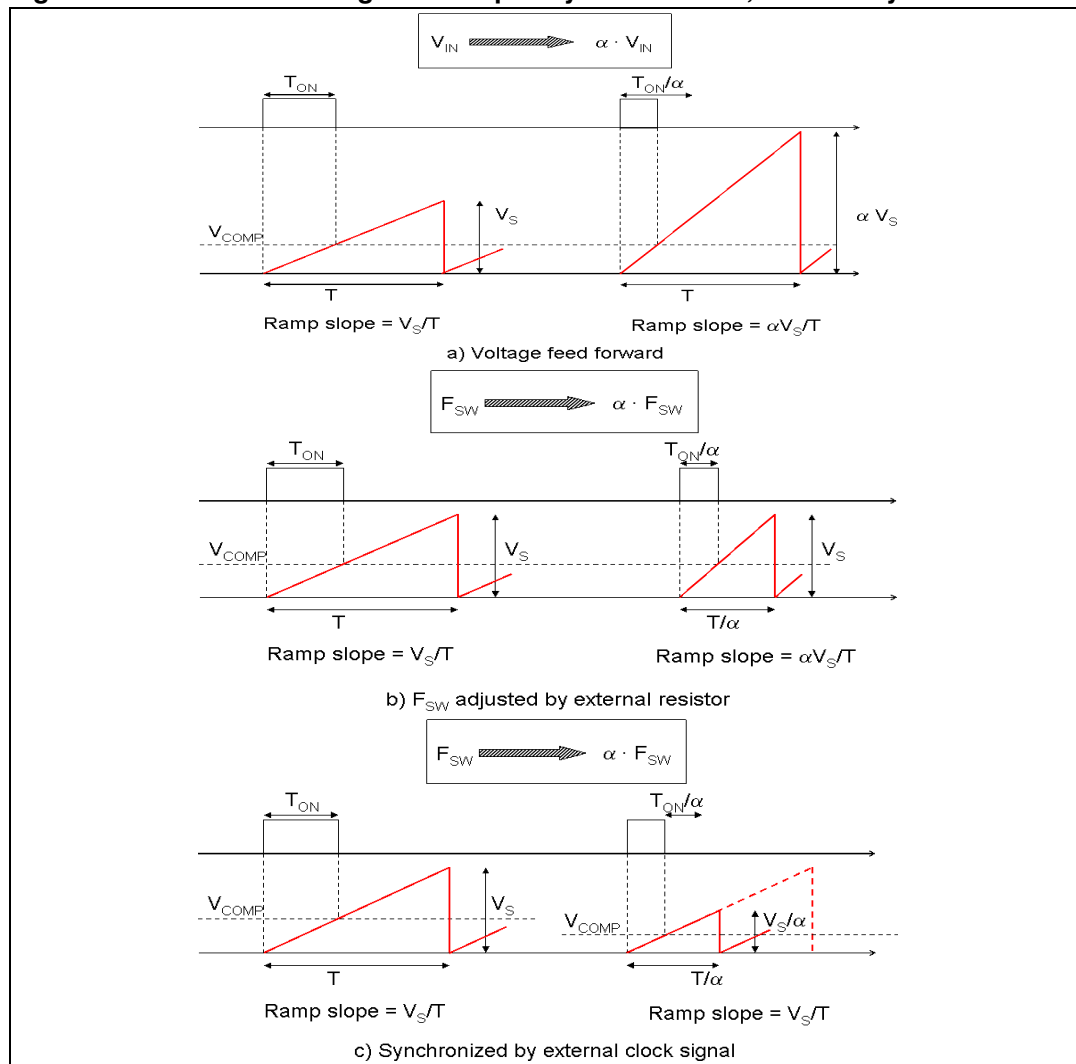 V_IN α · V_IN
T_ON T_ON/α
V_S
V_COMP α V_S
T T
Ramp slope = V_S/T Ramp slope = αV_S/T
a) Voltage feed forward
F_SW α · F_SW
T_ON T_ON/α
V_COMP V_S V_S
T T/α
Ramp slope = V_S/T Ramp slope = αV_S/T
b) F_SW adjusted by external resistor
F_SW α · F_SW
T_ON T_ON/α
V_COMP V_S V_COMP V_S/α
T T/α
Ramp slope = V_S/T Ramp slope = V_S/T
c) Synchronized by external clock signal